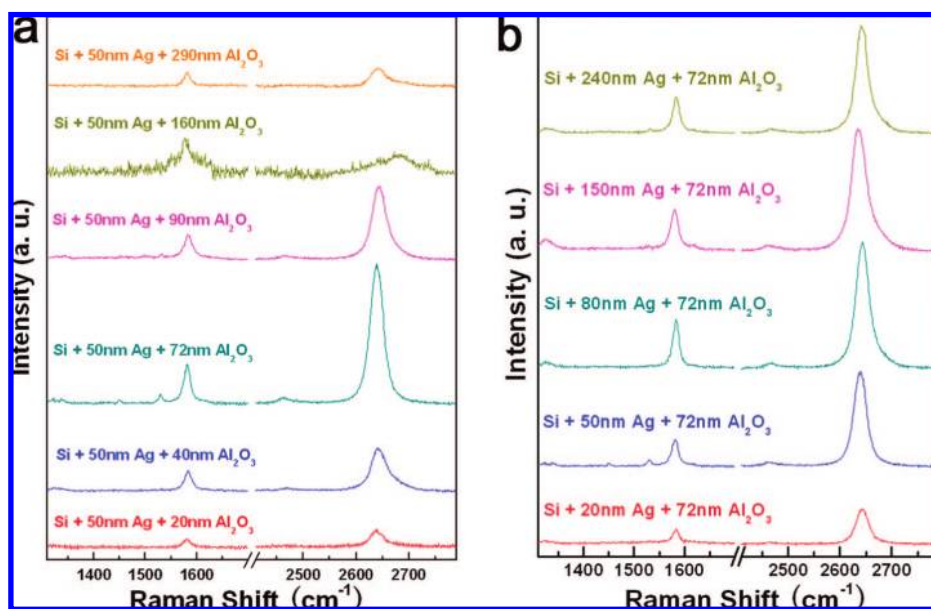 a
Si + 50nm Ag + 290nm Al₂O₃
Si + 50nm Ag + 160nm Al₂O₃
Si + 50nm Ag + 90nm Al₂O₃
Si + 50nm Ag + 72nm Al₂O₃
Si + 50nm Ag + 40nm Al₂O₃
Si + 50nm Ag + 20nm Al₂O₃
Intensity (a. u.)
1400 1500 1600 2500 2600 2700
Raman Shift (cm⁻¹)
b
Si + 240nm Ag + 72nm Al₂O₃
Si + 150nm Ag + 72nm Al₂O₃
Si + 80nm Ag + 72nm Al₂O₃
Si + 50nm Ag + 72nm Al₂O₃
Si + 20nm Ag + 72nm Al₂O₃
Intensity (a. u.)
1400 1500 1600 2500 2600 2700
Raman Shift (cm⁻¹)